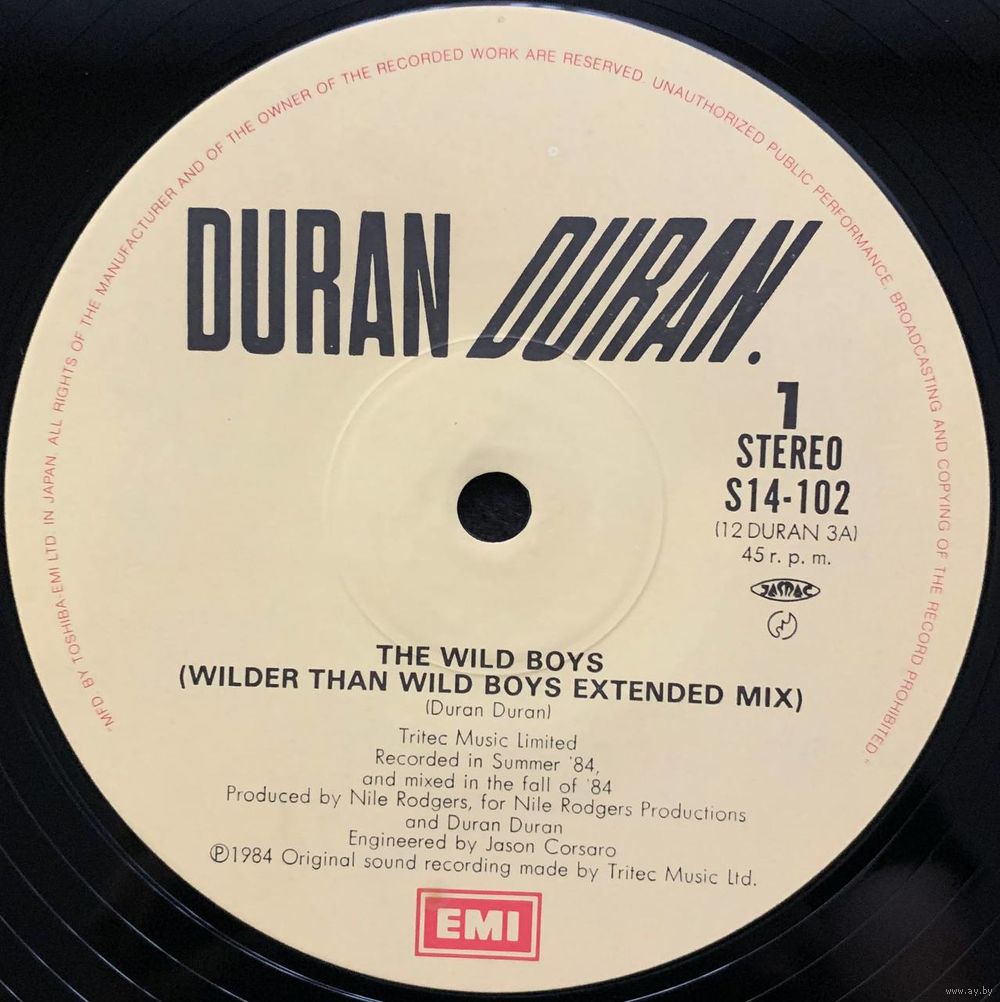 "MFD BY TOSHIBA-EMI LTD. IN JAPAN. ALL RIGHTS OF THE MANUFACTURER AND OF THE OWNER OF THE RECORDED WORK ARE RESERVED. UNAUTHORIZED PUBLIC PERFORMANCE, BROADCASTING AND COPYING OF THE RECORD PROHIBITED."
DURAN DURAN.
1
STEREO
S14-102
(12 DURAN 3A)
45 r. p. m.
JASRAC
THE WILD BOYS
(WILDER THAN WILD BOYS EXTENDED MIX)
(Duran Duran)
Tritec Music Limited
Recorded in Summer '84,
and mixed in the fall of '84
Produced by Nile Rodgers, for Nile Rodgers Productions
and Duran Duran
Engineered by Jason Corsaro
Ⓟ1984 Original sound recording made by Tritec Music Ltd.
EMI
www.ay.by